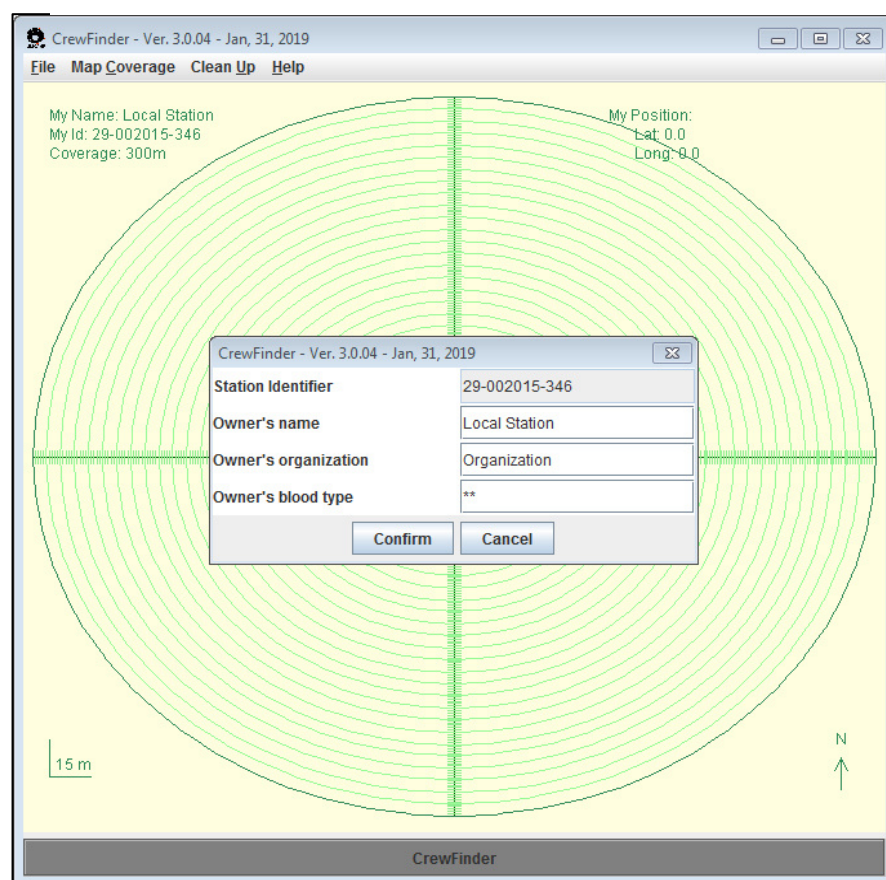 CrewFinder - Ver. 3.0.04 - Jan, 31, 2019
File Map Coverage Clean Up Help
My Name: Local Station
My Id: 29-002015-346
Coverage: 300m
My Position:
Lat: 0.0
Long: 0.0
CrewFinder - Ver. 3.0.04 - Jan, 31, 2019
Station Identifier 29-002015-346
Owner's name Local Station
Owner's organization Organization
Owner's blood type **
Confirm Cancel
15 m
N
CrewFinder